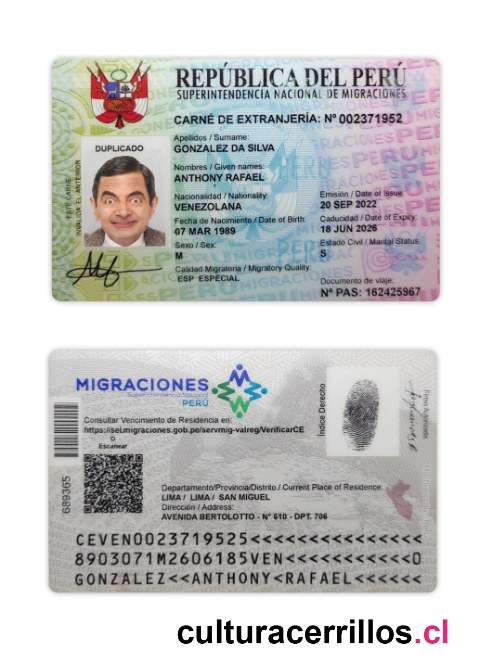 REPÚBLICA DEL PERÚ
SUPERINTENDENCIA NACIONAL DE MIGRACIONES
CARNÉ DE EXTRANJERÍA: N° 002371952
DUPLICADO
ESTE CARNÉ
INVALIDA EL ANTERIOR
Apelidos / Surname:
GONZALEZ DA SILVA
Nombres / Given names:
ANTHONY RAFAEL
Nacionalidad / Nationality:
VENEZOLANA
Emisión / Date of Issue
20 SEP 2022
Fecha de Nacimiento / Date of Birth:
07 MAR 1989
Caducidad / Date of Expiry:
18 JUN 2026
Sexo / Sex:
M
Estado Civil / Marital Status:
S
Calidad Migratoria / Migratory Quality:
ESP ESPECIAL
Documento de viaje:
N° PAS: 162425967
MIGRACIONES
Superintendencia Nacional
PERÚ
Consultar Vencimiento de Residencia en:
https://sel.migraciones.gob.pe/servmig-valreg/VerificarCE
O
Escanear
689365
Índice Derecho
Firma Autorizada
Departamento/Provincia/Distrito / Current Place of Residence:
LIMA / LIMA / SAN MIGUEL
Dirección / Address:
AVENIDA BERTOLOTTO - N° 610 - DPT. 706
CEVEN0023719525<<<<<<<<<<<<<<<
8903071M2606185VEN<<<<<<<<<<<0
GONZALEZ<<ANTHONY<RAFAEL<<<<<<
culturacerrillos.cl